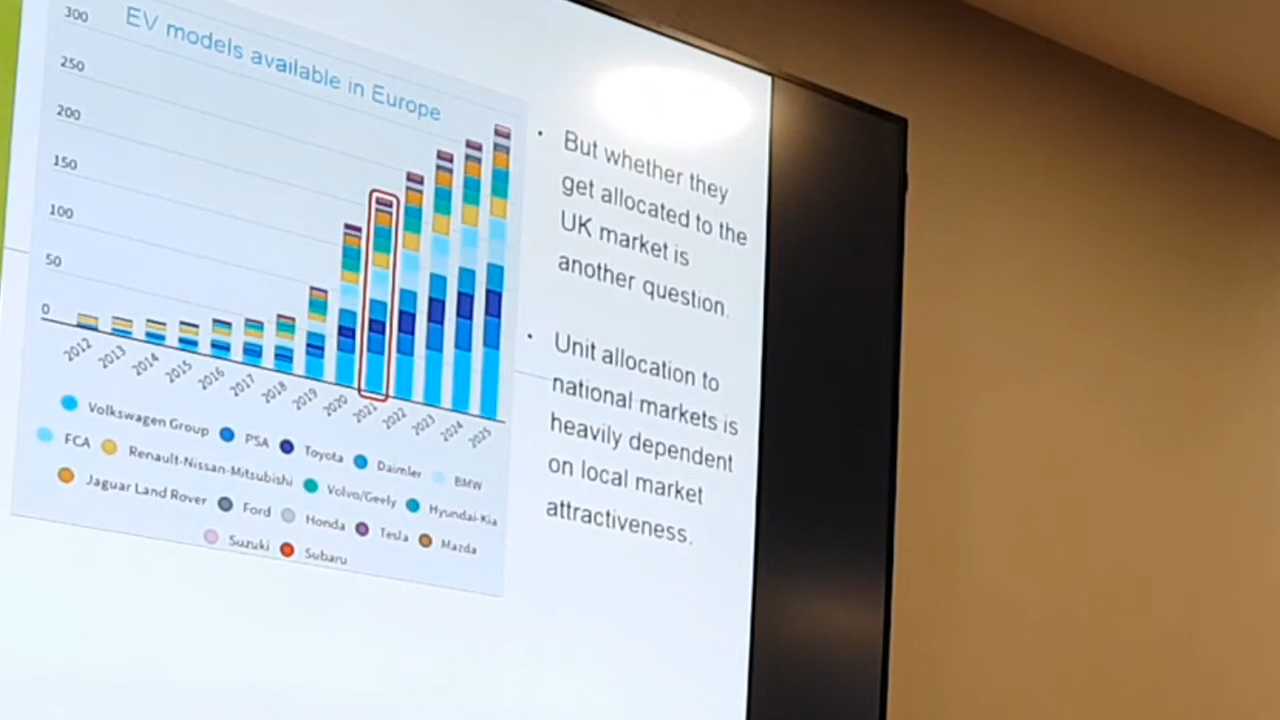 EV models available in Europe
300
250
200
150
100
50
0
2012 2013 2014 2015 2016 2017 2018 2019 2020 2021 2022 2023 2024 2025
Volkswagen Group PSA Toyota Daimler BMW
FCA Renault-Nissan-Mitsubishi Volvo/Geely Hyundai-Kia
Jaguar Land Rover Ford Honda Tesla Mazda
Suzuki Subaru
• But whether they
get allocated to the
UK market is
another question.
• Unit allocation to
national markets is
heavily dependent
on local market
attractiveness.